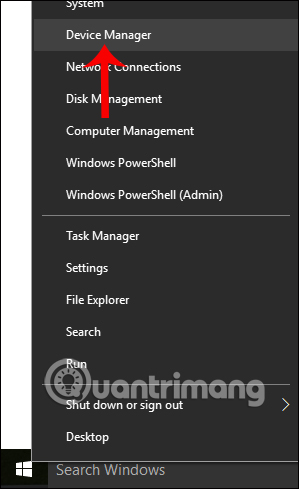 System
Device Manager
Network Connections
Disk Management
Computer Management
Windows PowerShell
Windows PowerShell (Admin)
Task Manager
Settings
File Explorer
Search
Run
Quantrimang
Shut down or sign out
Desktop
Search Windows